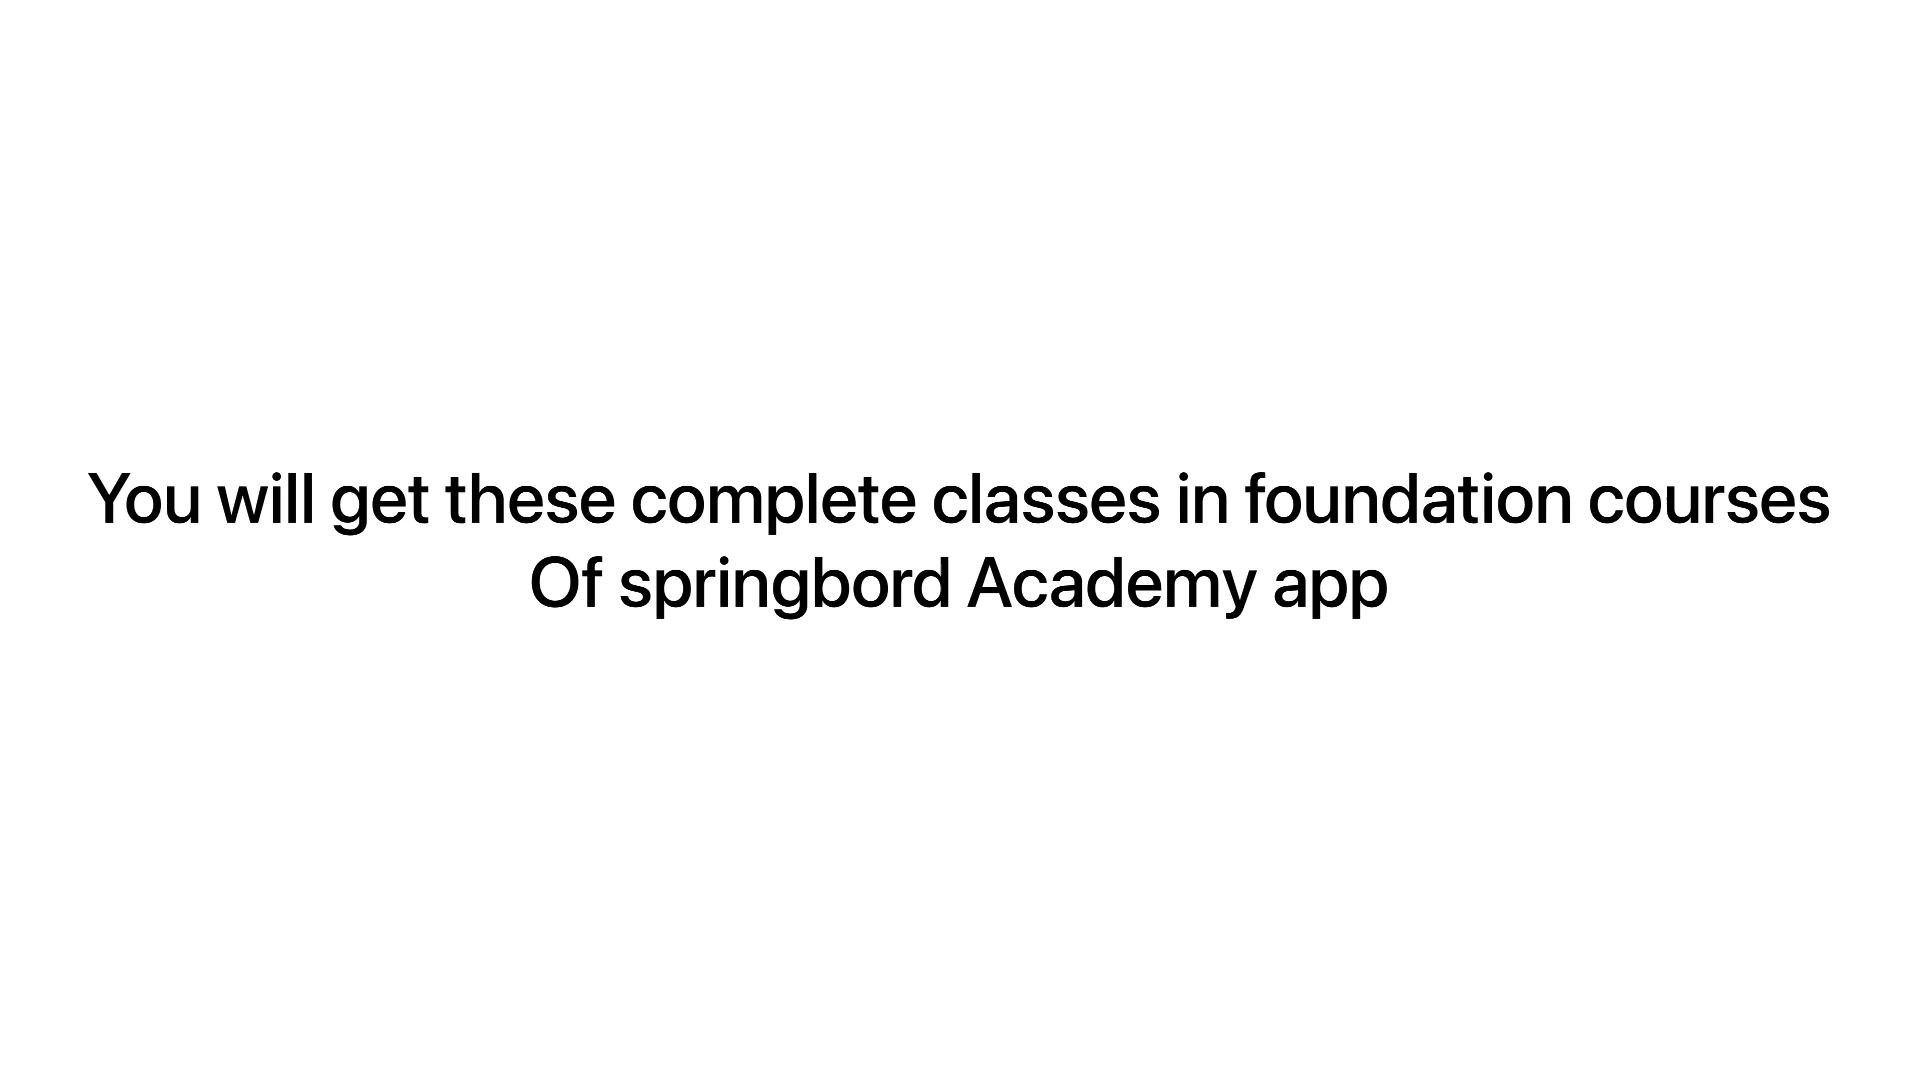 You will get these complete classes in foundation courses
Of springbord Academy app